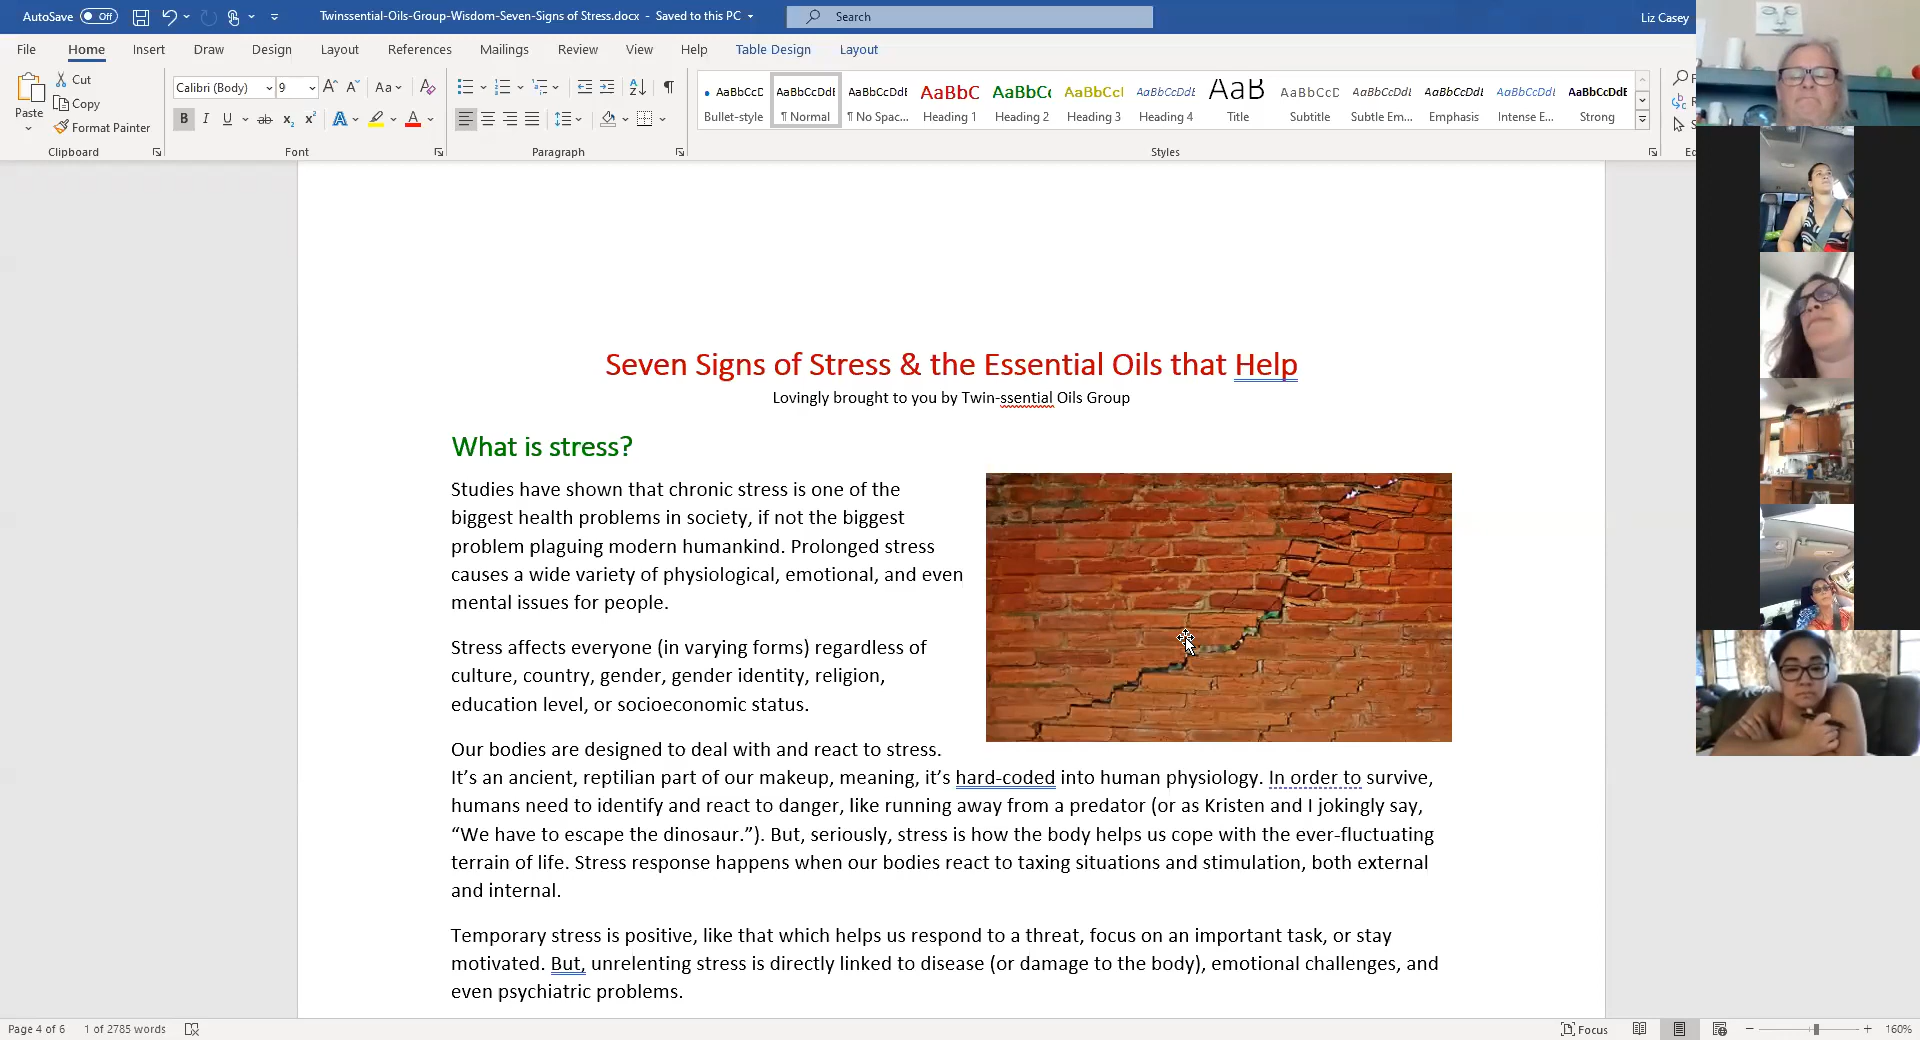 AutoSave Off Twinssential-Oils-Group-Wisdom-Seven-Signs of Stress.docx - Saved to this PC Search Liz Casey
File Home Insert Draw Design Layout References Mailings Review View Help Table Design Layout
Paste Cut
Copy
Format Painter
Clipboard
Calibri (Body) 9
Font
Paragraph
AaBbCcD AaBbCcDdE AaBbCcDdE AaBbC AaBbCc AaBbCcI AaBbCcDdE AaB AaBbCcD AaBbCcDdl AaBbCcDdE AaBbCcDdE AaBbCcDdE
Bullet-style ¶ Normal ¶ No Spac... Heading 1 Heading 2 Heading 3 Heading 4 Title Subtitle Subtle Em... Emphasis Intense E... Strong
Styles
Seven Signs of Stress & the Essential Oils that Help
Lovingly brought to you by Twin-ssential Oils Group
What is stress?
Studies have shown that chronic stress is one of the
biggest health problems in society, if not the biggest
problem plaguing modern humankind. Prolonged stress
causes a wide variety of physiological, emotional, and even
mental issues for people.
Stress affects everyone (in varying forms) regardless of
culture, country, gender, gender identity, religion,
education level, or socioeconomic status.
Our bodies are designed to deal with and react to stress.
It’s an ancient, reptilian part of our makeup, meaning, it’s hard-coded into human physiology. In order to survive,
humans need to identify and react to danger, like running away from a predator (or as Kristen and I jokingly say,
“We have to escape the dinosaur.”). But, seriously, stress is how the body helps us cope with the ever-fluctuating
terrain of life. Stress response happens when our bodies react to taxing situations and stimulation, both external
and internal.
Temporary stress is positive, like that which helps us respond to a threat, focus on an important task, or stay
motivated. But, unrelenting stress is directly linked to disease (or damage to the body), emotional challenges, and
even psychiatric problems.
Page 4 of 6 1 of 2785 words Focus 160%